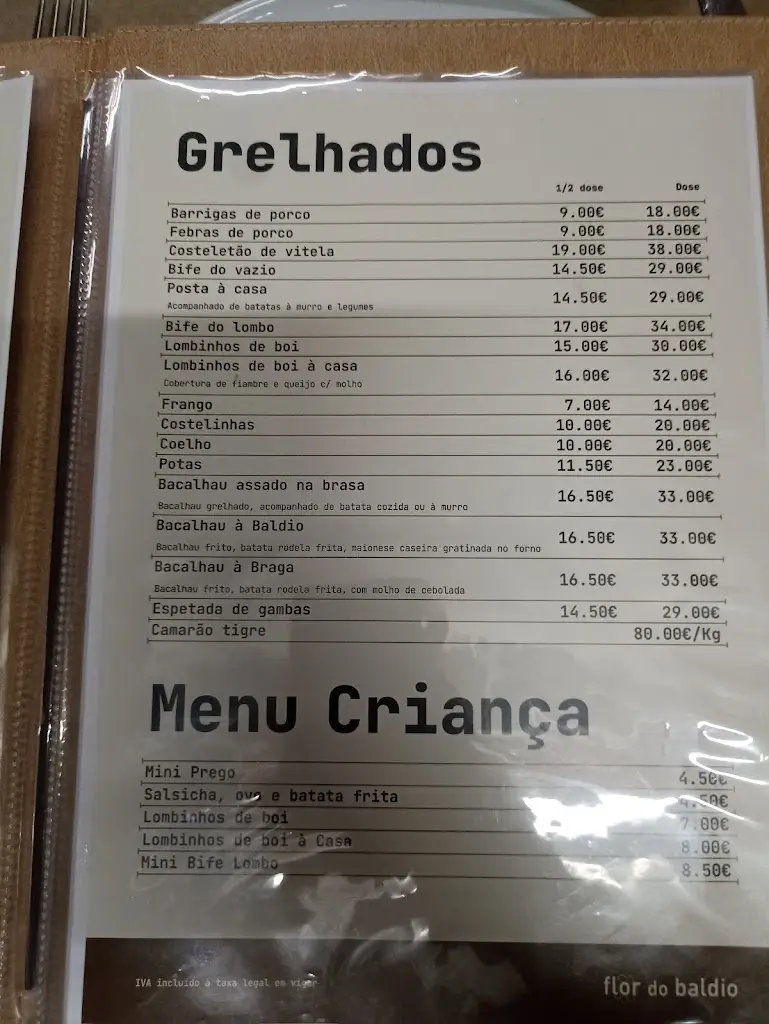 Grelhados
1/2 dose Dose
Barrigas de porco 9.00€ 18.00€
Febras de porco 9.00€ 18.00€
Costeletão de vitela 19.00€ 38.00€
Bife do vazio 14.50€ 29.00€
Posta à casa 14.50€ 29.00€
Acompanhado de batatas à murro e legumes
Bife do lombo 17.00€ 34.00€
Lombinhos de boi 15.00€ 30.00€
Lombinhos de boi à casa 16.00€ 32.00€
Cobertura de fiambre e queijo c/ molho
Frango 7.00€ 14.00€
Costelinhas 10.00€ 20.00€
Coelho 10.00€ 20.00€
Potas 11.50€ 23.00€
Bacalhau assado na brasa 16.50€ 33.00€
Bacalhau grelhado, acompanhado de batata cozida ou à murro
Bacalhau à Baldio 16.50€ 33.00€
Bacalhau frito, batata rodela frita, maionese caseira gratinada no forno
Bacalhau à Braga 16.50€ 33.00€
Bacalhau frito, batata rodela frita, com molho de cebolada
Espetada de gambas 14.50€ 29.00€
Camarão tigre 80.00€/Kg
Menu Criança
Mini Prego 4.50€
Salsicha, ovo e batata frita 4.50€
Lombinhos de boi 7.00€
Lombinhos de boi à Casa 8.00€
Mini Bife Lombo 8.50€
IVA incluído à taxa legal em vigor
flor do baldio